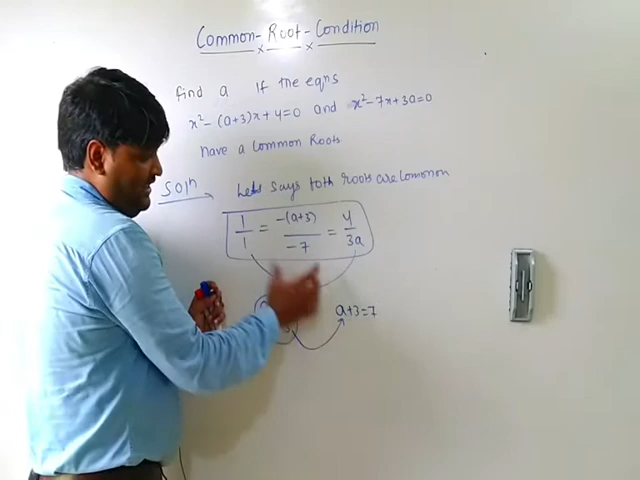 Common-Root-Condition
find a if the eqns
x²-(a+3)x+4=0 and x²-7x+3a=0
have a Common Roots
Soln → Lets says both roots are common
1/1 = -(a+3)/-7 = 4/3a
a+3=7